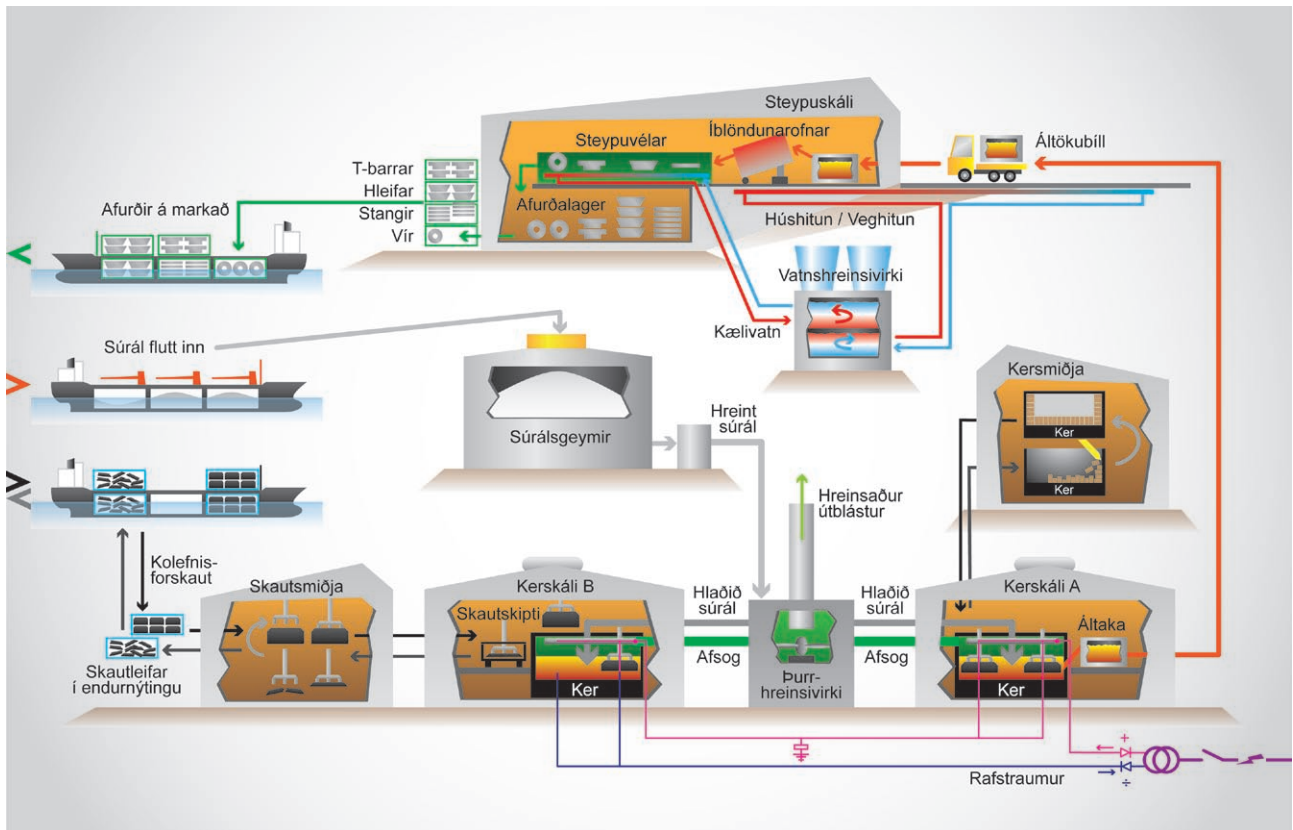 Steypuskáli
Íblöndunarofnar
Steypuvélar
Áltökubíll
T-barrar
Hleifar
Stangir
Vír
Afurðir á markað
Afurðalager
Húshitun / Veghitun
Vatnshreinsivirki
Kælivatn
Súrál flutt inn
Súrálsgeymir
Hreint
súrál
Kersmiðja
Ker
Ker
Hreinsaður
útblástur
Kolefnis-
forskaut
Skautsmiðja
Kerskáli B
Kerskáli A
Skautskipti
Hlaðið
súrál
Hlaðið
súrál
Áltaka
Afsog
Afsog
Skautleifar
í endurnýtingu
Ker
Þurr-
hreinsivirki
Ker
+
÷
Rafstraumur